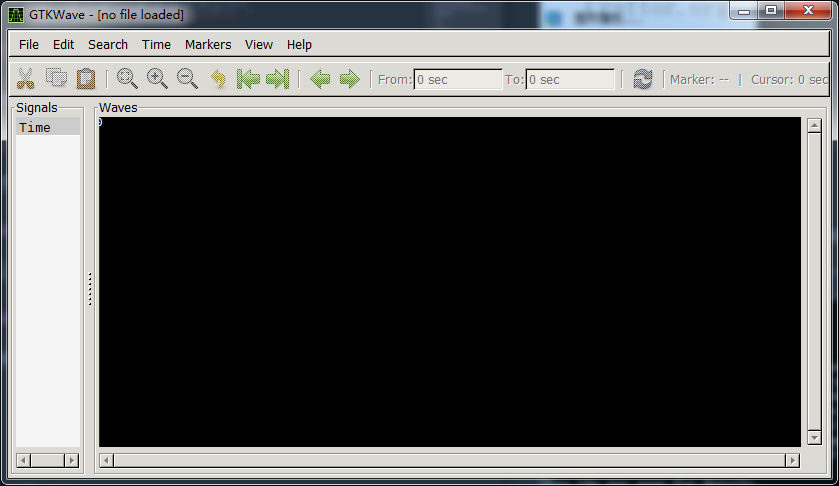 GTKWave - [no file loaded]
File Edit Search Time Markers View Help
From: 0 sec To: 0 sec Marker: -- | Cursor: 0 sec
Signals Waves
Time
0